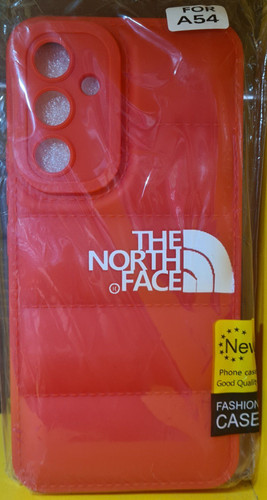 FOR
A54
THE
NORTH
FACE
New
Phone case
Good Quality
FASHION
CASE